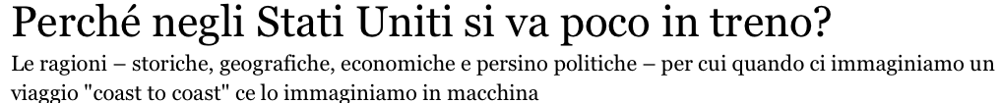 Perché negli Stati Uniti si va poco in treno?
Le ragioni – storiche, geografiche, economiche e persino politiche – per cui quando ci immaginiamo un
viaggio "coast to coast" ce lo immaginiamo in macchina